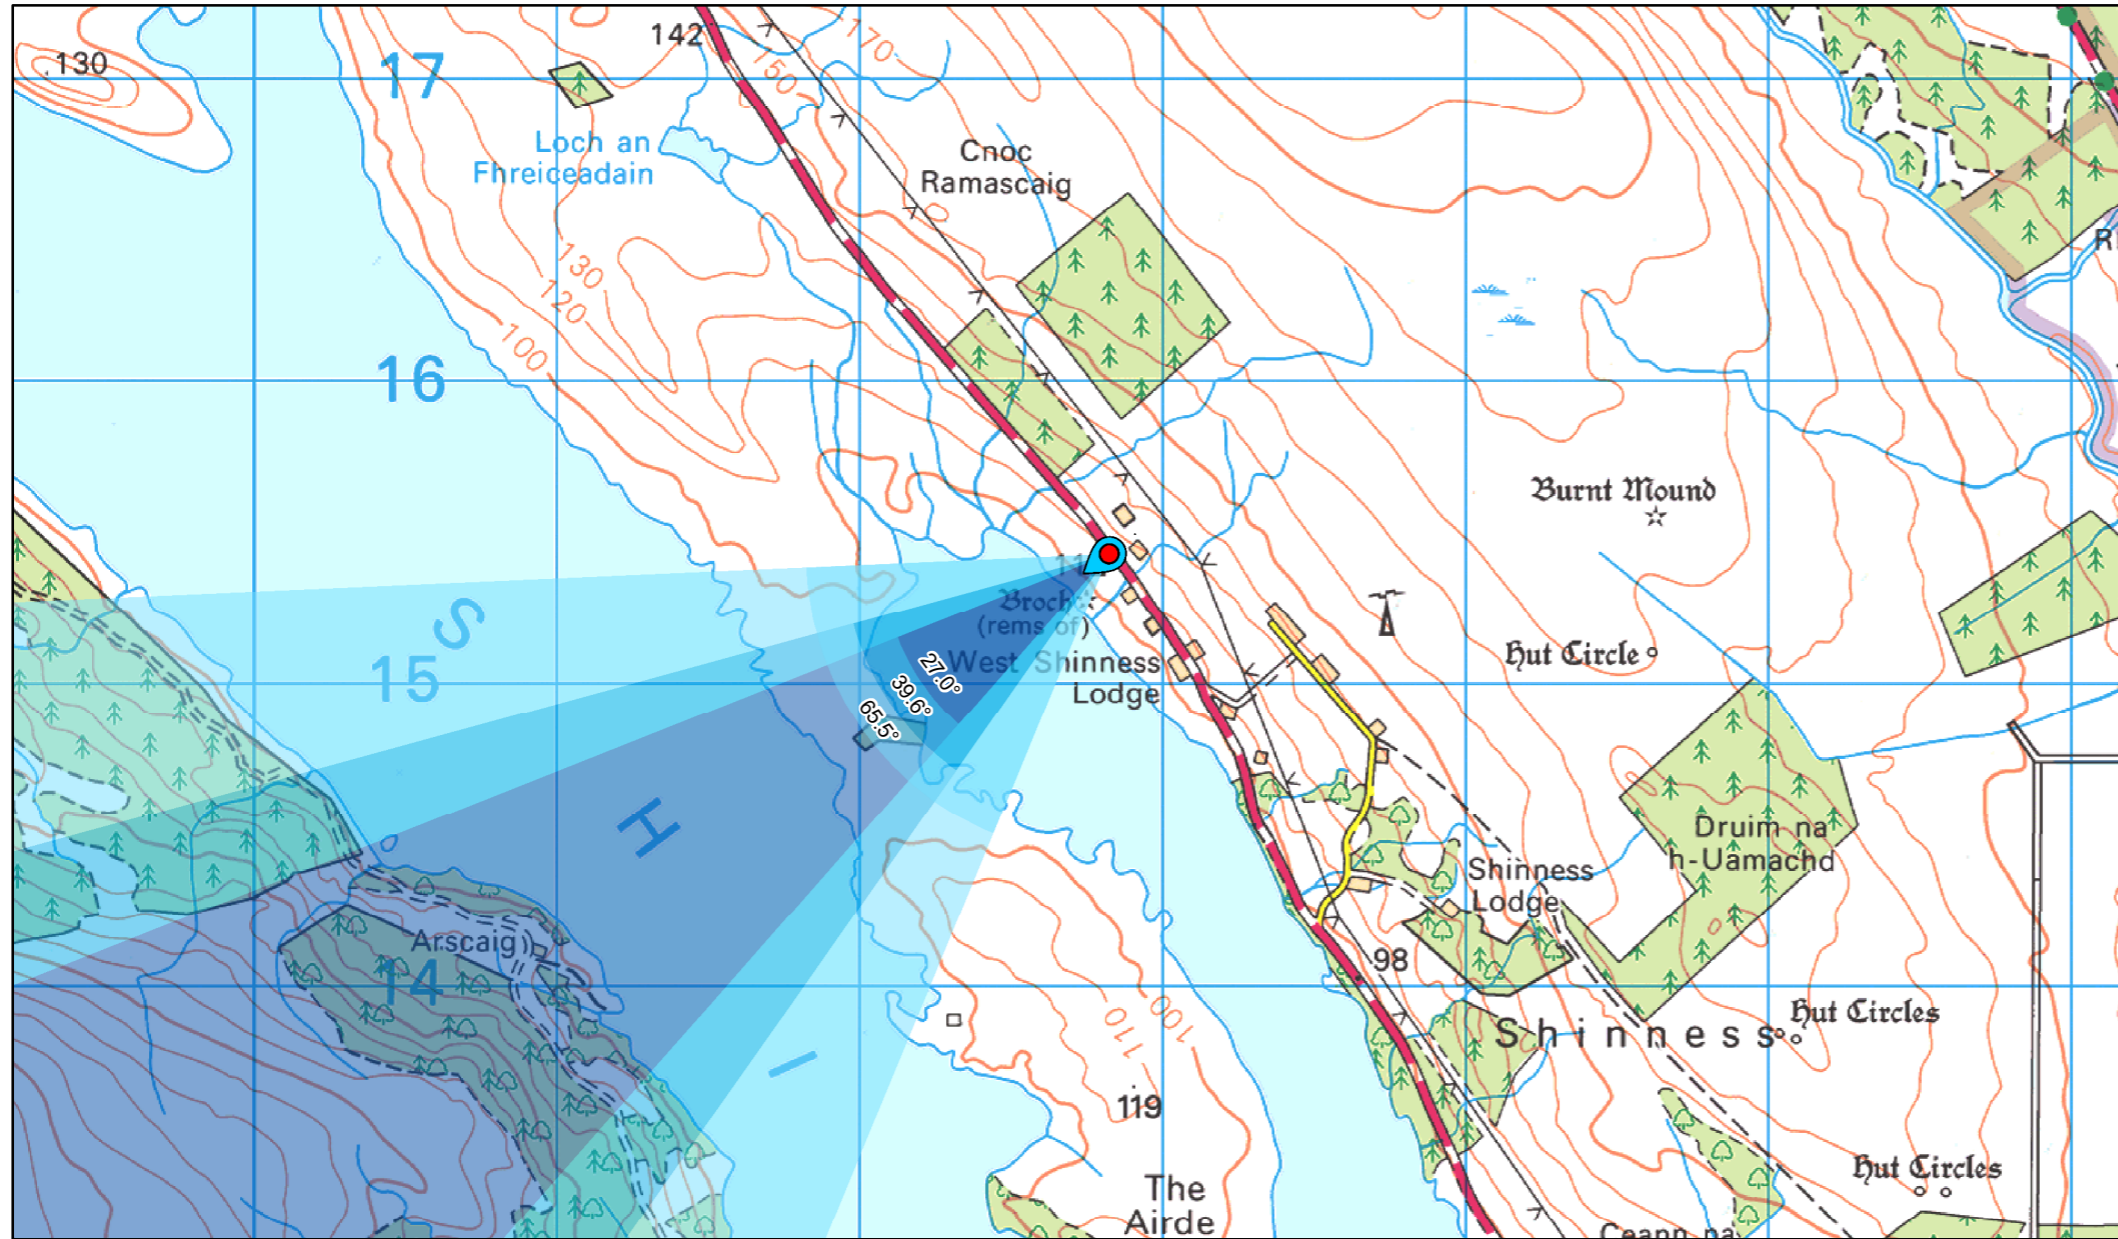 142
170
130
17
150
Loch an
Fhreiceadain
Cnoc
Ramascaig
130
120
100
16
Burnt Mound
Broch
(rems of)
S
15
27.0°
39.6°
65.5°
West Shinness
Lodge
Hut Circle
H
Druim na
h-Uamachd
Shinness
Lodge
Arscaig
14
98
I
110
100
Shinness
Hut Circles
119
Hut Circles
The
Airde